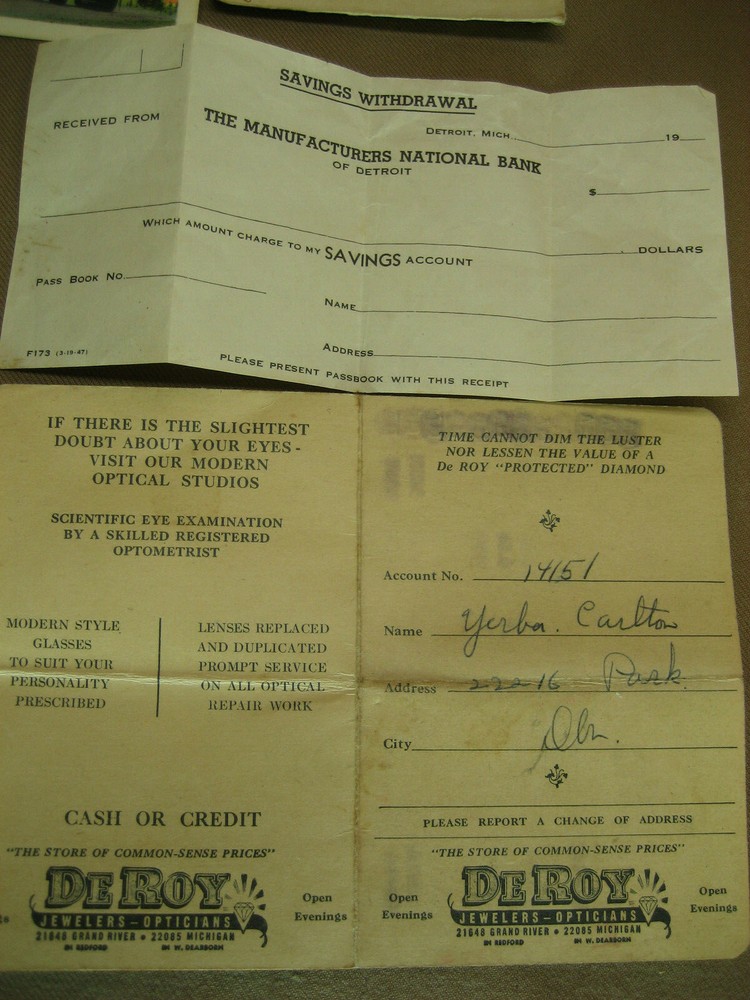 SAVINGS WITHDRAWAL
RECEIVED FROM
DETROIT, MICH. 19
THE MANUFACTURERS NATIONAL BANK
OF DETROIT
$
WHICH AMOUNT CHARGE TO MY SAVINGS ACCOUNT
DOLLARS
PASS BOOK NO.
NAME
ADDRESS
F173 (3-19-47)
PLEASE PRESENT PASSBOOK WITH THIS RECEIPT
IF THERE IS THE SLIGHTEST
DOUBT ABOUT YOUR EYES -
VISIT OUR MODERN
OPTICAL STUDIOS
SCIENTIFIC EYE EXAMINATION
BY A SKILLED REGISTERED
OPTOMETRIST
MODERN STYLE
GLASSES
TO SUIT YOUR
PERSONALITY
PRESCRIBED
LENSES REPLACED
AND DUPLICATED
PROMPT SERVICE
ON ALL OPTICAL
REPAIR WORK
CASH OR CREDIT
"THE STORE OF COMMON-SENSE PRICES"
DE ROY
JEWELERS - OPTICIANS
21648 GRAND RIVER • 22085 MICHIGAN
IN REDFORD IN W. DEARBORN
Open
Evenings
TIME CANNOT DIM THE LUSTER
NOR LESSEN THE VALUE OF A
De ROY "PROTECTED" DIAMOND
Account No. 14151
Name Yerba. Carlton
Address 22216 Park.
City Dbn.
PLEASE REPORT A CHANGE OF ADDRESS
"THE STORE OF COMMON-SENSE PRICES"
Open
Evenings
DE ROY
JEWELERS - OPTICIANS
21648 GRAND RIVER • 22085 MICHIGAN
IN REDFORD IN W. DEARBORN
Open
Evenings